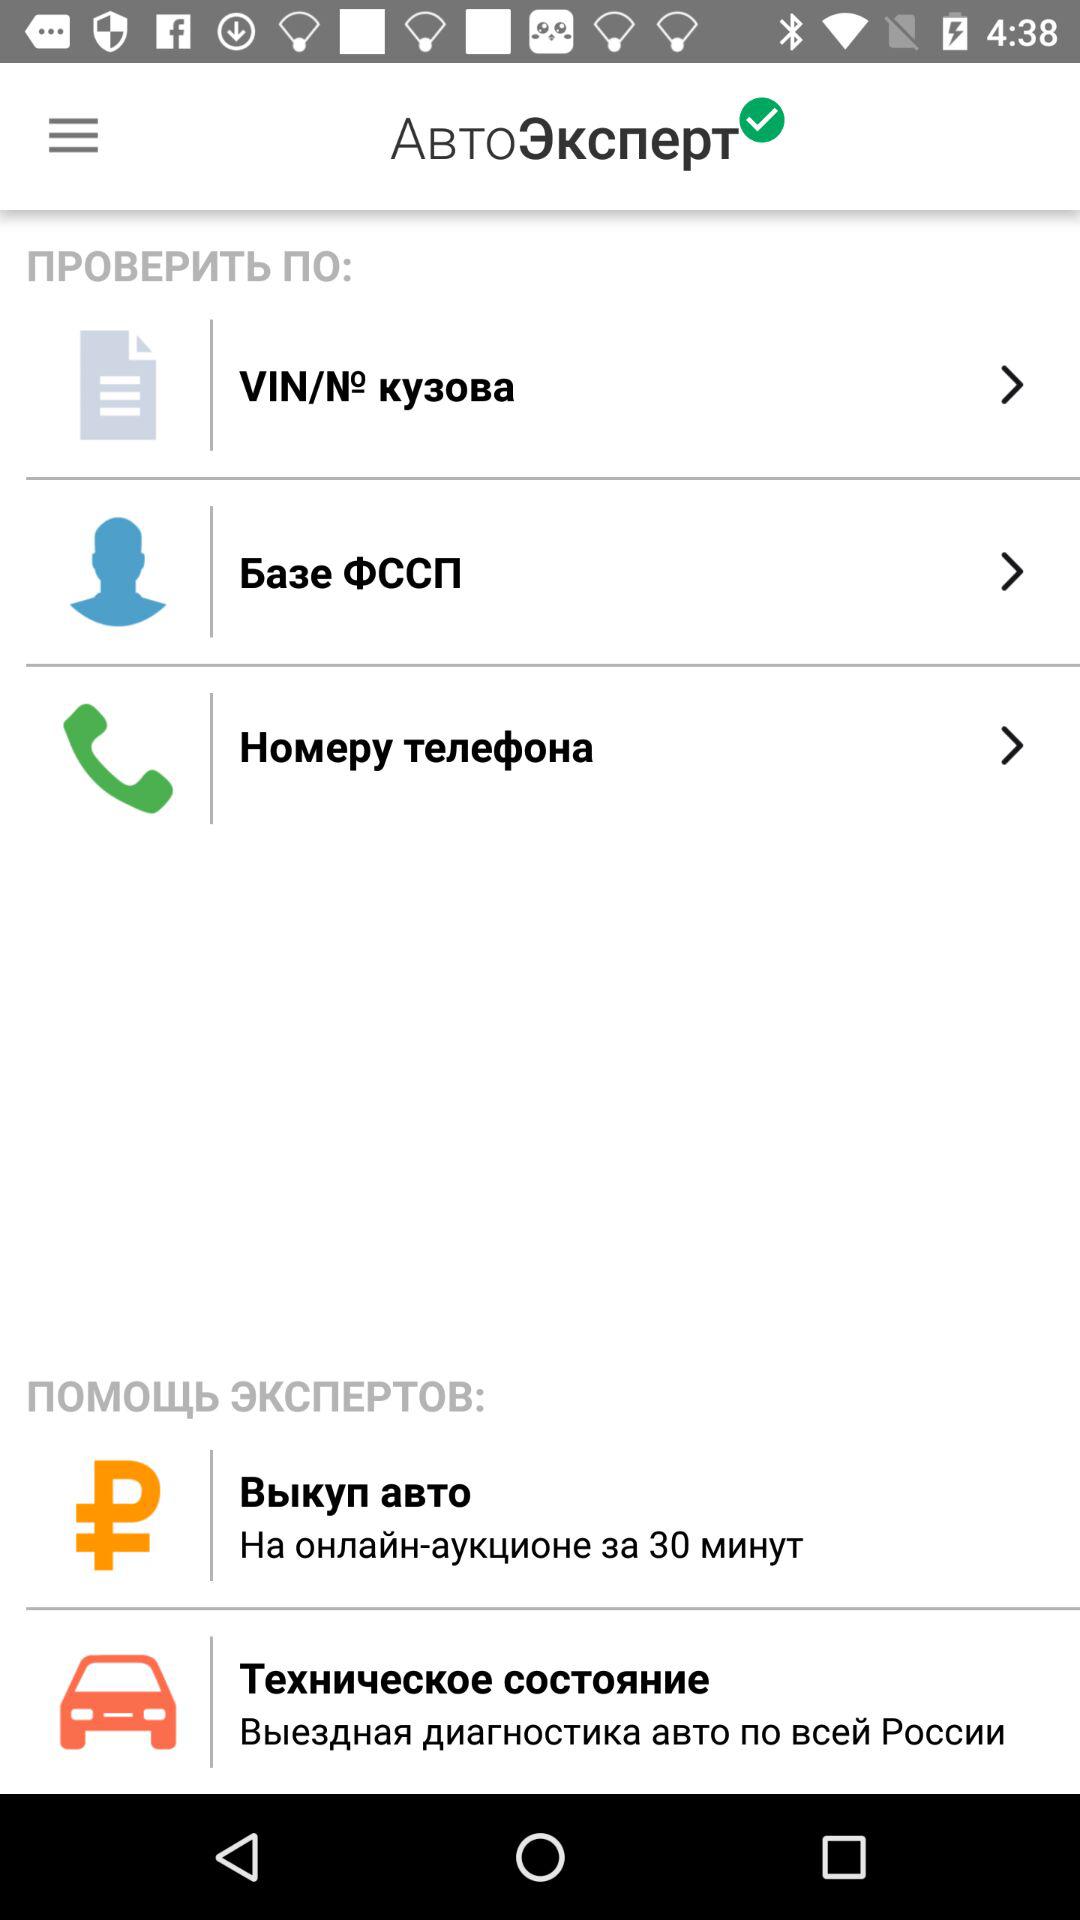 4:38
АвтоЭксперт
ПРОВЕРИТЬ ПО:
VIN/№ кузова
Базе ФССП
Номеру телефона
ПОМОЩЬ ЭКСПЕРТОВ:
Выкуп авто
На онлайн-аукционе за 30 минут
Техническое состояние
Выездная диагностика авто по всей России